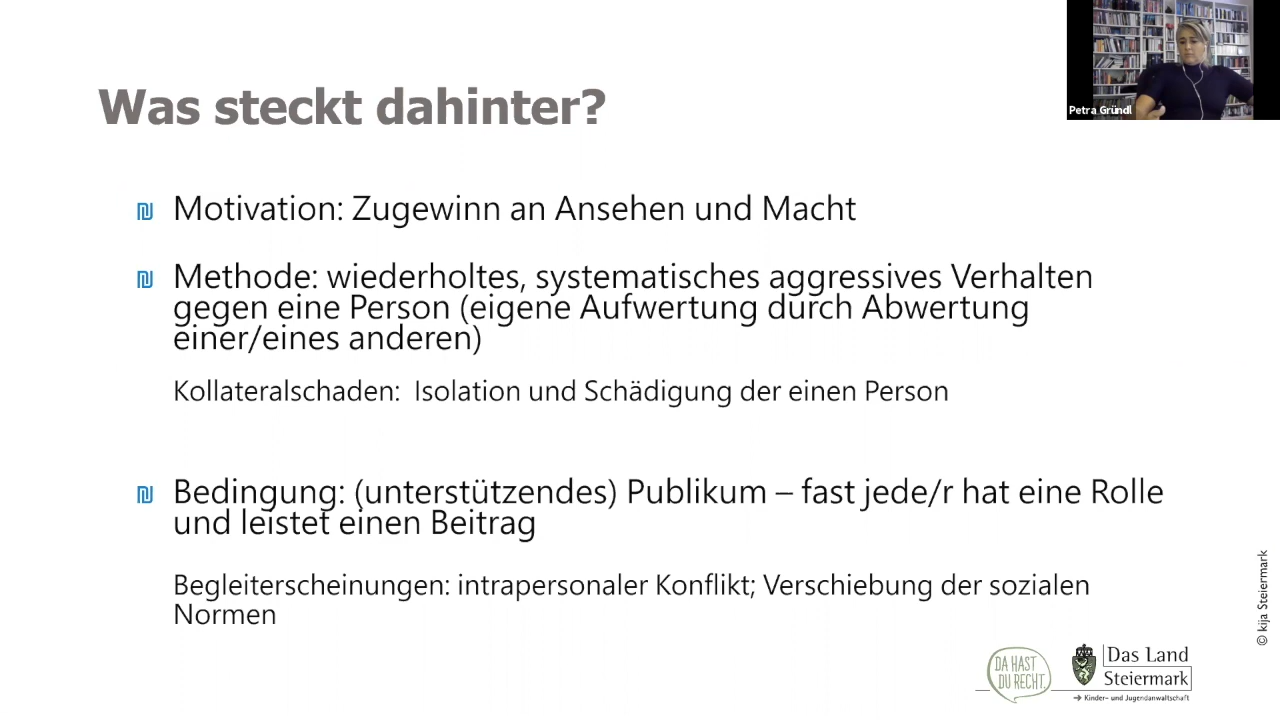 Petra Gründl
Was steckt dahinter?
₪ Motivation: Zugewinn an Ansehen und Macht
₪ Methode: wiederholtes, systematisches aggressives Verhalten
gegen eine Person (eigene Aufwertung durch Abwertung
einer/eines anderen)
Kollateralschaden: Isolation und Schädigung der einen Person
₪ Bedingung: (unterstützendes) Publikum – fast jede/r hat eine Rolle
und leistet einen Beitrag
Begleiterscheinungen: intrapersonaler Konflikt; Verschiebung der sozialen
Normen
© kija Steiermark
DA HAST
DU RECHT.
Das Land
Steiermark
→ Kinder- und Jugendanwaltschaft